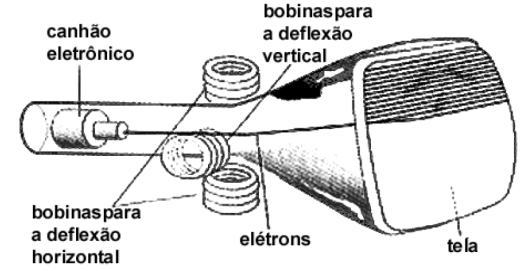 bobinaspara
a deflexão
vertical
canhão
eletrônico
bobinaspara
a deflexão
horizontal
elétrons
tela